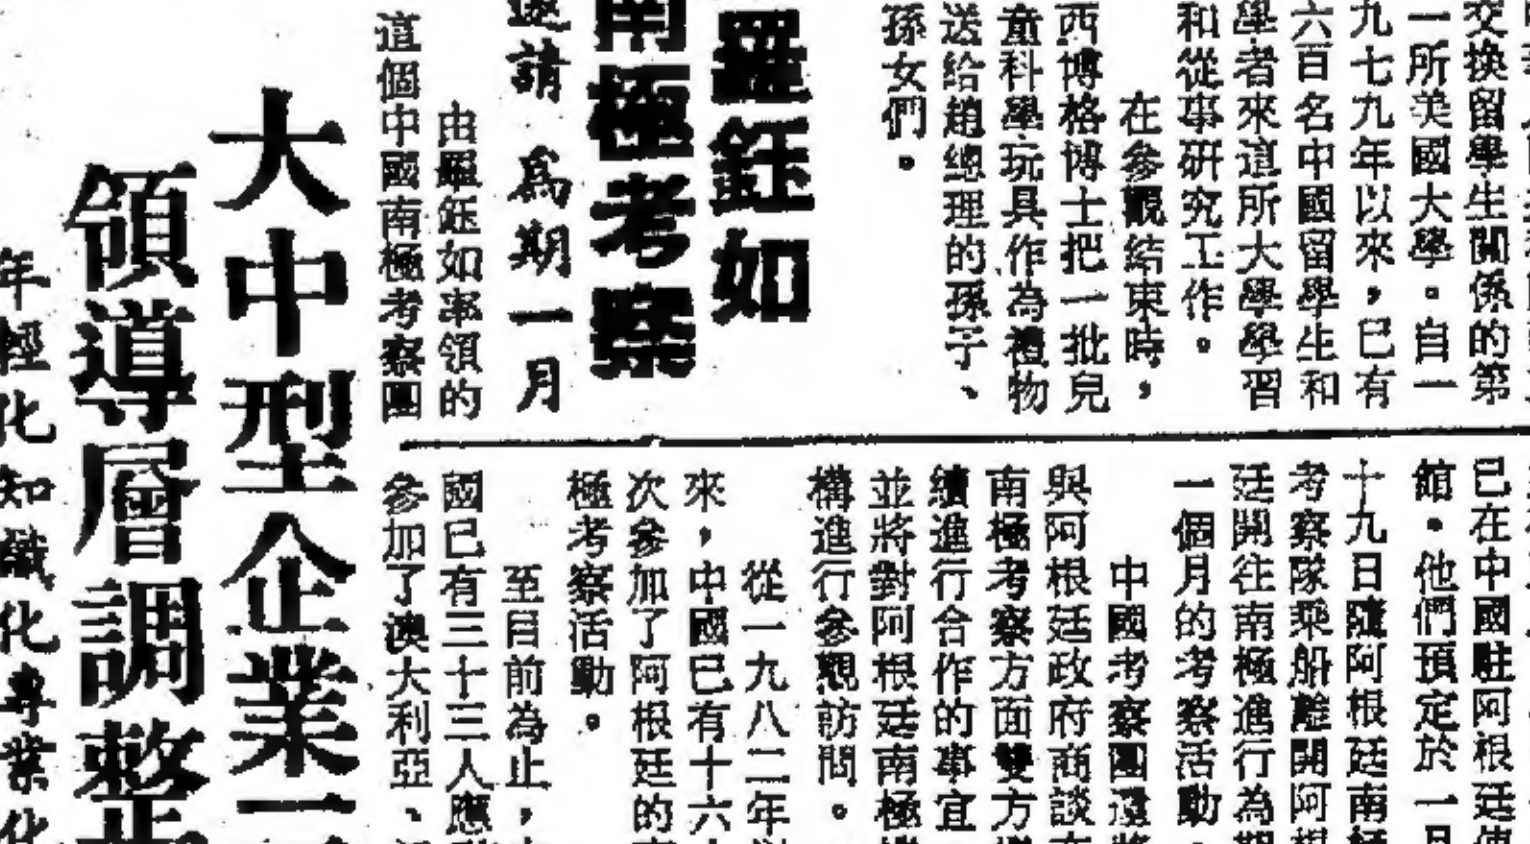 交換留學生關係的第
一所美國大學。自一
九七九年以來，已有
六百名中國留學生和
學者來這所大學學習
和從事研究工作。
在參觀結束時，
西博格博士把一批兒
童科學玩具作為禮物
送給趙總理的孫子、
孫女們。
羅鈺如
南極考察
邀請為期一月
由羅鈺如率領的
這個中國南極考察團
已在中國駐阿根廷使
館。他們預定於一月
十九日隨阿根廷南極
考察隊乘船離開阿根
廷開往南極進行為期
一個月的考察活動。
中國考察團還將
與阿根廷政府商談在
南極考察方面雙方繼
續進行合作的事宜
並將對阿根廷南極機
構進行參觀訪問。
從一九八二年以
來，中國已有十六人
次參加了阿根廷的南
極考察活動。
至目前為止，中
國已有三十三人應
參加了澳大利亞、
大中型企業
領導層調整
年輕化知識化專業化